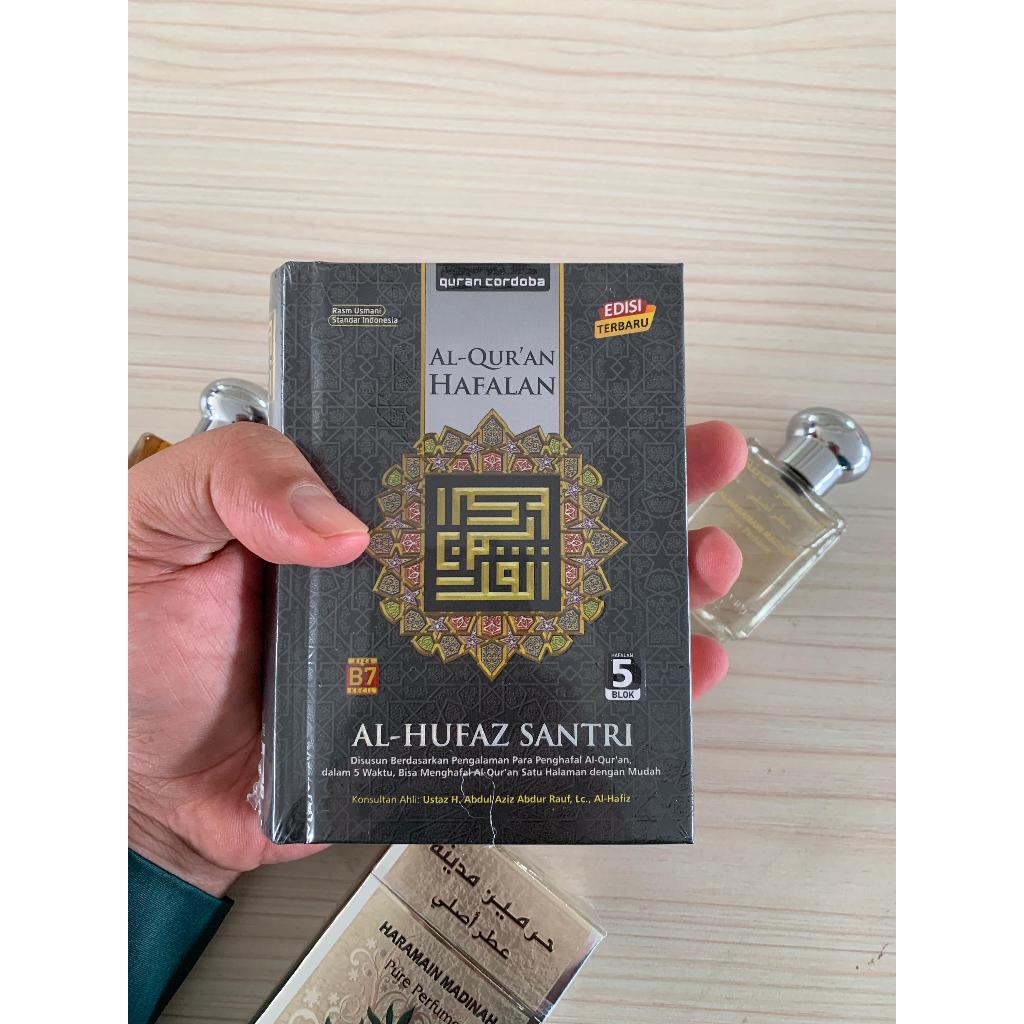 quran cordoba
Rasm Usmani
Standar Indonesia
EDISI
TERBARU
AL-QUR'AN
HAFALAN
B7
KECIL
HAFALAN
5
BLOK
AL-HUFAZ SANTRI
Disusun Berdasarkan Pengalaman Para Penghafal Al-Qur'an,
dalam 5 Waktu, Bisa Menghafal Al-Qur'an Satu Halaman dengan Mudah
Konsultan Ahli: Ustaz H. Abdul Aziz Abdur Rauf, Lc., Al-Hafiz
حرمين مدينة
عطر أصلي
HARAMAIN MADINAH
Pure Perfume